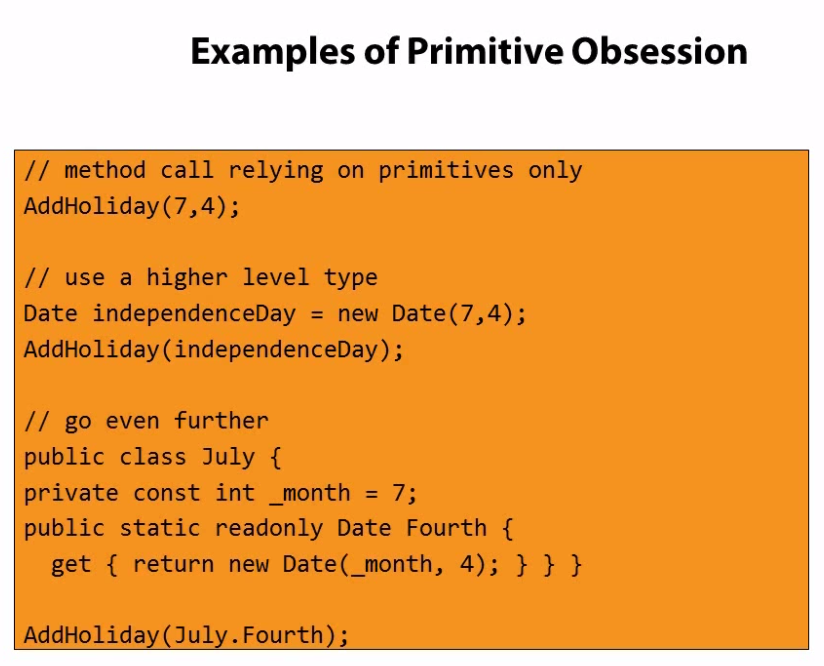 Examples of Primitive Obsession
// method call relying on primitives only
AddHoliday(7,4);
// use a higher level type
Date independenceDay = new Date(7,4);
AddHoliday(independenceDay);
// go even further
public class July {
private const int _month = 7;
public static readonly Date Fourth {
get { return new Date(_month, 4); } } }
AddHoliday(July.Fourth);